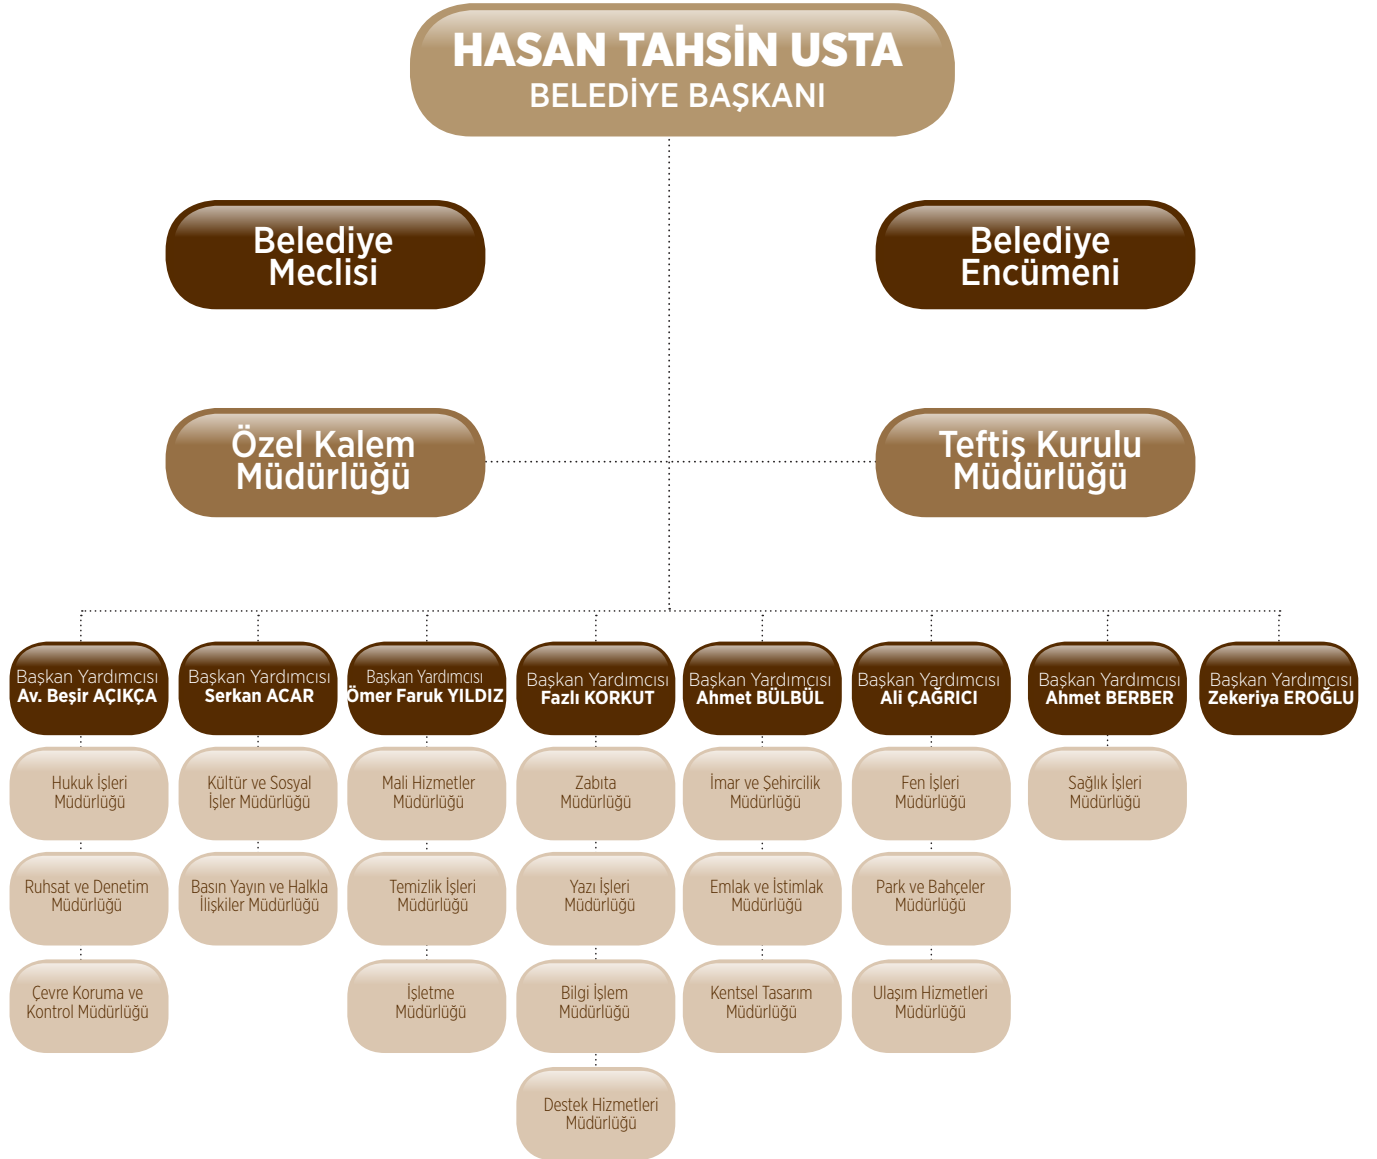 HASAN TAHSİN USTA
BELEDİYE BAŞKANI
Belediye
Meclisi
Belediye
Encümeni
Özel Kalem
Müdürlüğü
Teftiş Kurulu
Müdürlüğü
Başkan Yardımcısı
Av. Beşir AÇIKÇA
Başkan Yardımcısı
Serkan ACAR
Başkan Yardımcısı
Ömer Faruk YILDIZ
Başkan Yardımcısı
Fazlı KORKUT
Başkan Yardımcısı
Ahmet BÜLBÜL
Başkan Yardımcısı
Ali ÇAĞRICI
Başkan Yardımcısı
Ahmet BERBER
Başkan Yardımcısı
Zekeriya EROĞLU
Hukuk İşleri
Müdürlüğü
Kültür ve Sosyal
İşler Müdürlüğü
Mali Hizmetler
Müdürlüğü
Zabıta
Müdürlüğü
İmar ve Şehircilik
Müdürlüğü
Fen İşleri
Müdürlüğü
Sağlık İşleri
Müdürlüğü
Ruhsat ve Denetim
Müdürlüğü
Basın Yayın ve Halkla
İlişkiler Müdürlüğü
Temizlik İşleri
Müdürlüğü
Yazı İşleri
Müdürlüğü
Emlak ve İstimlak
Müdürlüğü
Park ve Bahçeler
Müdürlüğü
Çevre Koruma ve
Kontrol Müdürlüğü
İşletme
Müdürlüğü
Bilgi İşlem
Müdürlüğü
Kentsel Tasarım
Müdürlüğü
Ulaşım Hizmetleri
Müdürlüğü
Destek Hizmetleri
Müdürlüğü